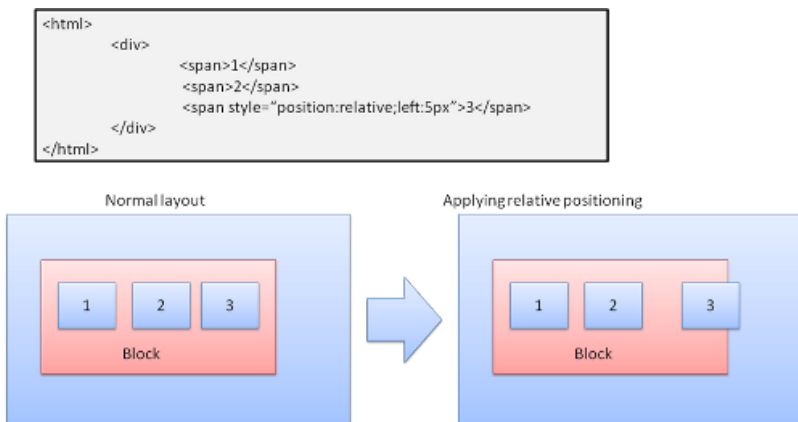 <html>
<div>
<span>1</span>
<span>2</span>
<span style=“position:relative;left:5px”>3</span>
</div>
</html>
Normal layout
Applying relative positioning
1 2 3
Block
1 2 3
Block